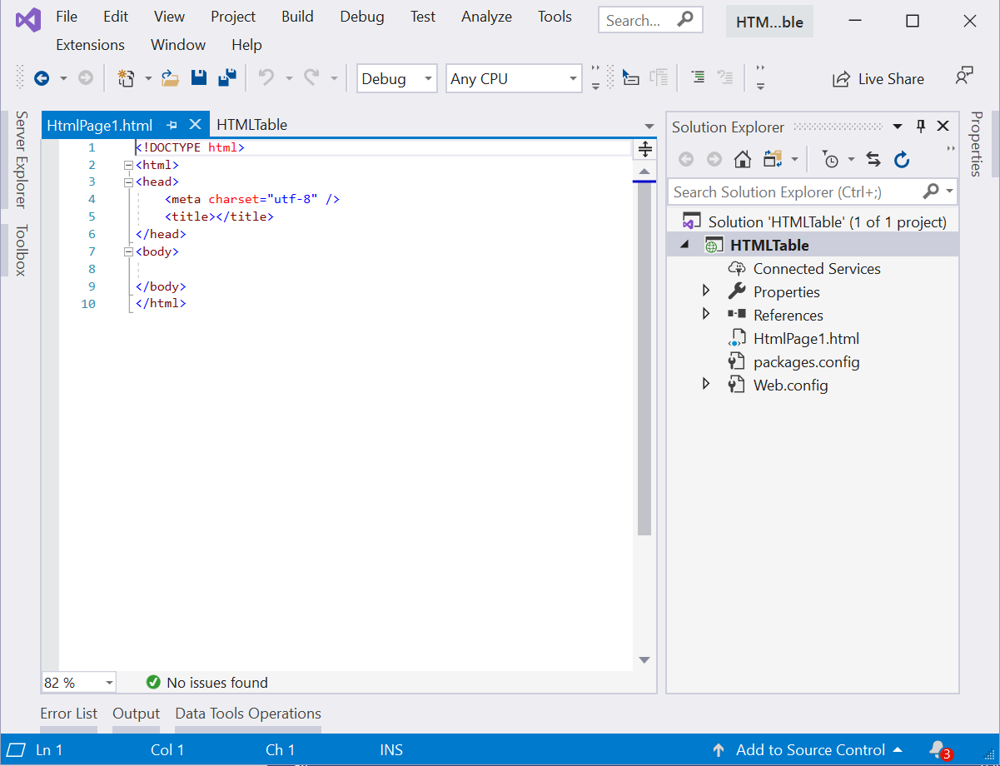 File Edit View Project Build Debug Test Analyze Tools Search... HTM...ble
Extensions Window Help
Debug Any CPU Live Share
Server Explorer
Toolbox
HtmlPage1.html HTMLTable
1 <!DOCTYPE html>
2 <html>
3 <head>
4 <meta charset="utf-8" />
5 <title></title>
6 </head>
7 <body>
8
9 </body>
10 </html>
82 % No issues found
Solution Explorer
Search Solution Explorer (Ctrl+;)
Solution 'HTMLTable' (1 of 1 project)
HTMLTable
Connected Services
Properties
References
HtmlPage1.html
packages.config
Web.config
Properties
Error List Output Data Tools Operations
Ln 1 Col 1 Ch 1 INS Add to Source Control 3